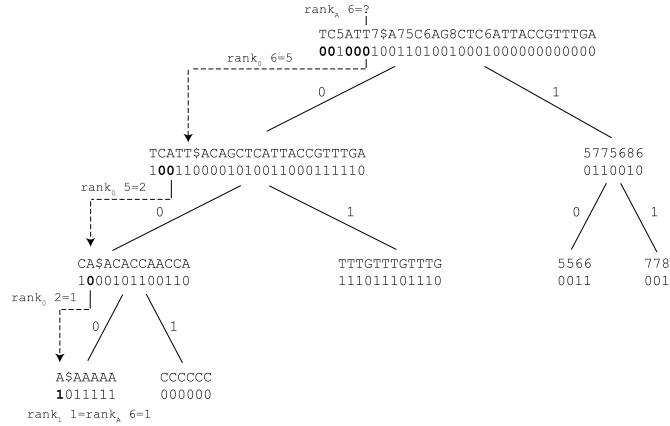 rank_A 6=?
TC5ATT7$A75C6AG8CTC6ATTACCGTTTGA
00100010011010010001000000000000
rank_0 6=5
0
1
TCATT$ACAGCTCATTACCGTTTGA
1001100001010011000111110
5775686
0110010
rank_0 5=2
0
1
0
1
CA$ACACCAACCA
1000101100110
TTTGTTTGTTTG
111011101110
5566
0011
778
001
rank_0 2=1
0
1
A$AAAAA
1011111
CCCCCC
000000
rank_1 1=rank_A 6=1